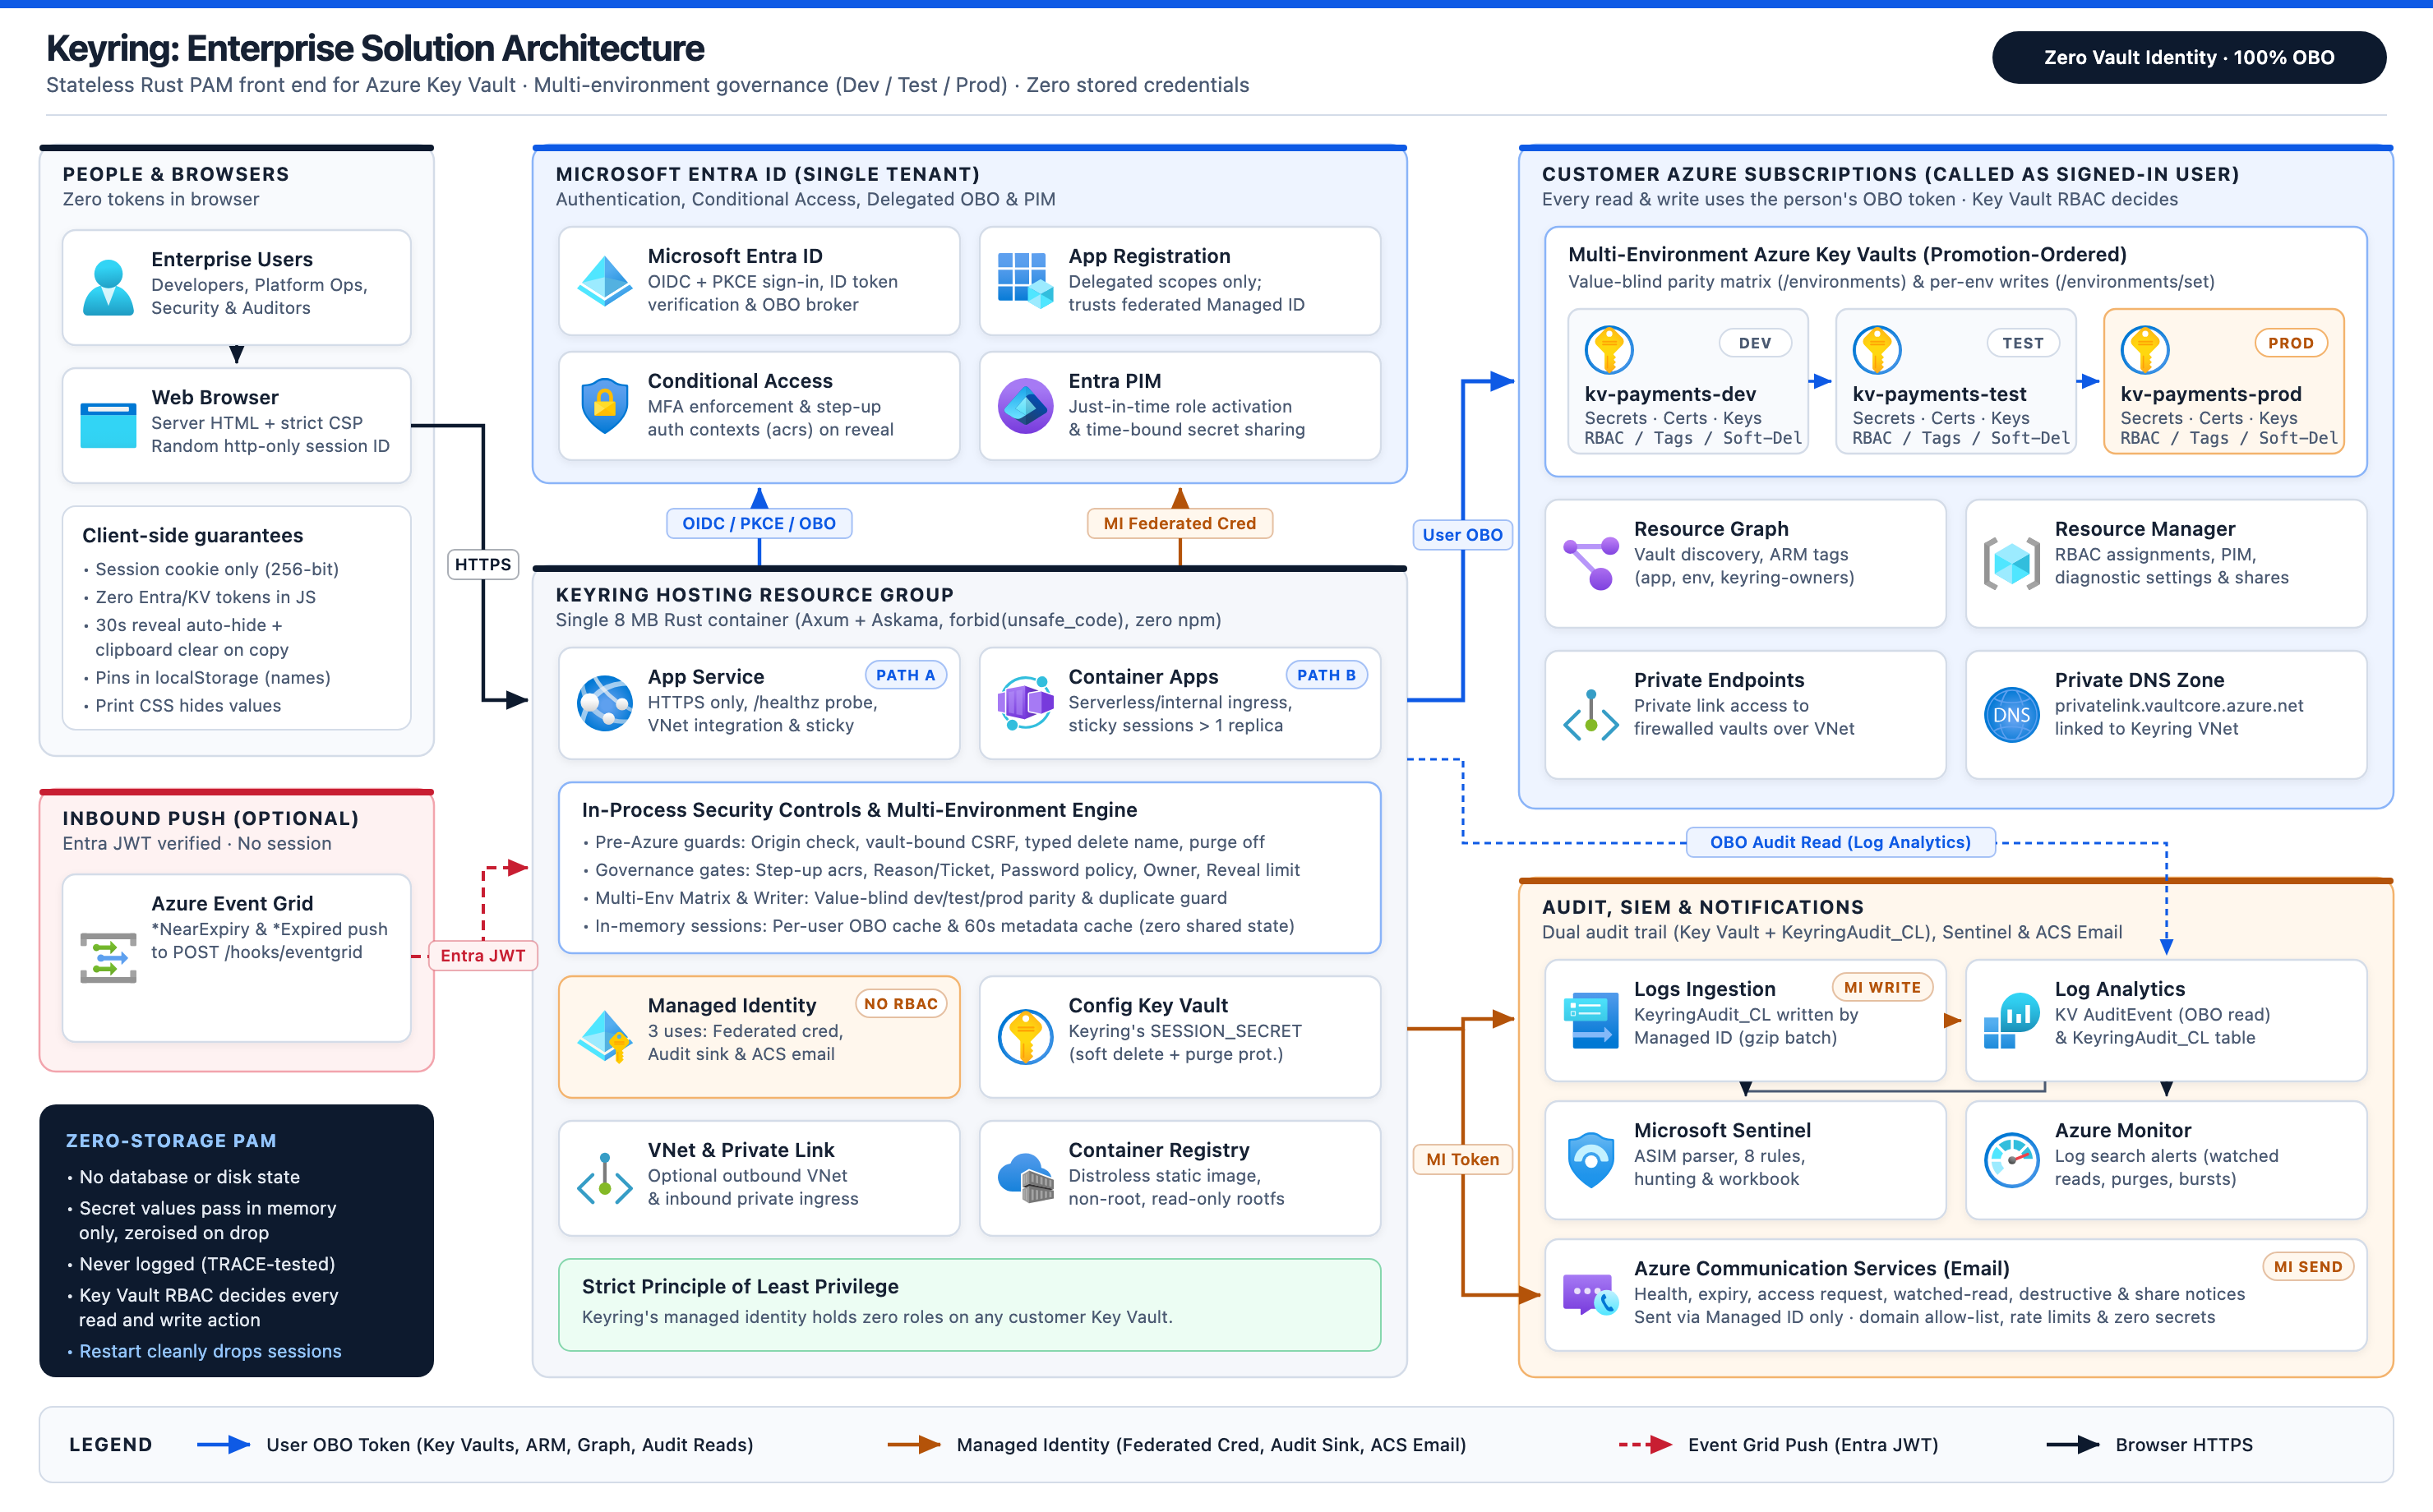 Keyring: Enterprise Solution Architecture
Stateless Rust PAM front end for Azure Key Vault · Multi-environment governance (Dev / Test / Prod) · Zero stored credentials
Zero Vault Identity · 100% OBO
PEOPLE & BROWSERS
Zero tokens in browser
Enterprise Users
Developers, Platform Ops,
Security & Auditors
Web Browser
Server HTML + strict CSP
Random http-only session ID
Client-side guarantees
• Session cookie only (256-bit)
• Zero Entra/KV tokens in JS
• 30s reveal auto-hide +
clipboard clear on copy
• Pins in localStorage (names)
• Print CSS hides values
HTTPS
INBOUND PUSH (OPTIONAL)
Entra JWT verified · No session
Azure Event Grid
*NearExpiry & *Expired push
to POST /hooks/eventgrid
Entra JWT
ZERO-STORAGE PAM
• No database or disk state
• Secret values pass in memory
only, zeroised on drop
• Never logged (TRACE-tested)
• Key Vault RBAC decides every
read and write action
• Restart cleanly drops sessions
MICROSOFT ENTRA ID (SINGLE TENANT)
Authentication, Conditional Access, Delegated OBO & PIM
Microsoft Entra ID
OIDC + PKCE sign-in, ID token
verification & OBO broker
App Registration
Delegated scopes only;
trusts federated Managed ID
Conditional Access
MFA enforcement & step-up
auth contexts (acrs) on reveal
Entra PIM
Just-in-time role activation
& time-bound secret sharing
OIDC / PKCE / OBO
MI Federated Cred
KEYRING HOSTING RESOURCE GROUP
Single 8 MB Rust container (Axum + Askama, forbid(unsafe_code), zero npm)
App Service
PATH A
HTTPS only, /healthz probe,
VNet integration & sticky
Container Apps
PATH B
Serverless/internal ingress,
sticky sessions > 1 replica
In-Process Security Controls & Multi-Environment Engine
• Pre-Azure guards: Origin check, vault-bound CSRF, typed delete name, purge off
• Governance gates: Step-up acrs, Reason/Ticket, Password policy, Owner, Reveal limit
• Multi-Env Matrix & Writer: Value-blind dev/test/prod parity & duplicate guard
• In-memory sessions: Per-user OBO cache & 60s metadata cache (zero shared state)
Managed Identity
NO RBAC
3 uses: Federated cred,
Audit sink & ACS email
Config Key Vault
Keyring's SESSION_SECRET
(soft delete + purge prot.)
VNet & Private Link
Optional outbound VNet
& inbound private ingress
Container Registry
Distroless static image,
non-root, read-only rootfs
Strict Principle of Least Privilege
Keyring's managed identity holds zero roles on any customer Key Vault.
User OBO
MI Token
CUSTOMER AZURE SUBSCRIPTIONS (CALLED AS SIGNED-IN USER)
Every read & write uses the person's OBO token · Key Vault RBAC decides
Multi-Environment Azure Key Vaults (Promotion-Ordered)
Value-blind parity matrix (/environments) & per-env writes (/environments/set)
DEV
kv-payments-dev
Secrets · Certs · Keys
RBAC / Tags / Soft-Del
TEST
kv-payments-test
Secrets · Certs · Keys
RBAC / Tags / Soft-Del
PROD
kv-payments-prod
Secrets · Certs · Keys
RBAC / Tags / Soft-Del
Resource Graph
Vault discovery, ARM tags
(app, env, keyring-owners)
Resource Manager
RBAC assignments, PIM,
diagnostic settings & shares
Private Endpoints
Private link access to
firewalled vaults over VNet
DNS
Private DNS Zone
privatelink.vaultcore.azure.net
linked to Keyring VNet
OBO Audit Read (Log Analytics)
AUDIT, SIEM & NOTIFICATIONS
Dual audit trail (Key Vault + KeyringAudit_CL), Sentinel & ACS Email
Logs Ingestion
MI WRITE
KeyringAudit_CL written by
Managed ID (gzip batch)
Log Analytics
KV AuditEvent (OBO read)
& KeyringAudit_CL table
Microsoft Sentinel
ASIM parser, 8 rules,
hunting & workbook
Azure Monitor
Log search alerts (watched
reads, purges, bursts)
Azure Communication Services (Email)
MI SEND
Health, expiry, access request, watched-read, destructive & share notices
Sent via Managed ID only · domain allow-list, rate limits & zero secrets
LEGEND
User OBO Token (Key Vaults, ARM, Graph, Audit Reads)
Managed Identity (Federated Cred, Audit Sink, ACS Email)
Event Grid Push (Entra JWT)
Browser HTTPS